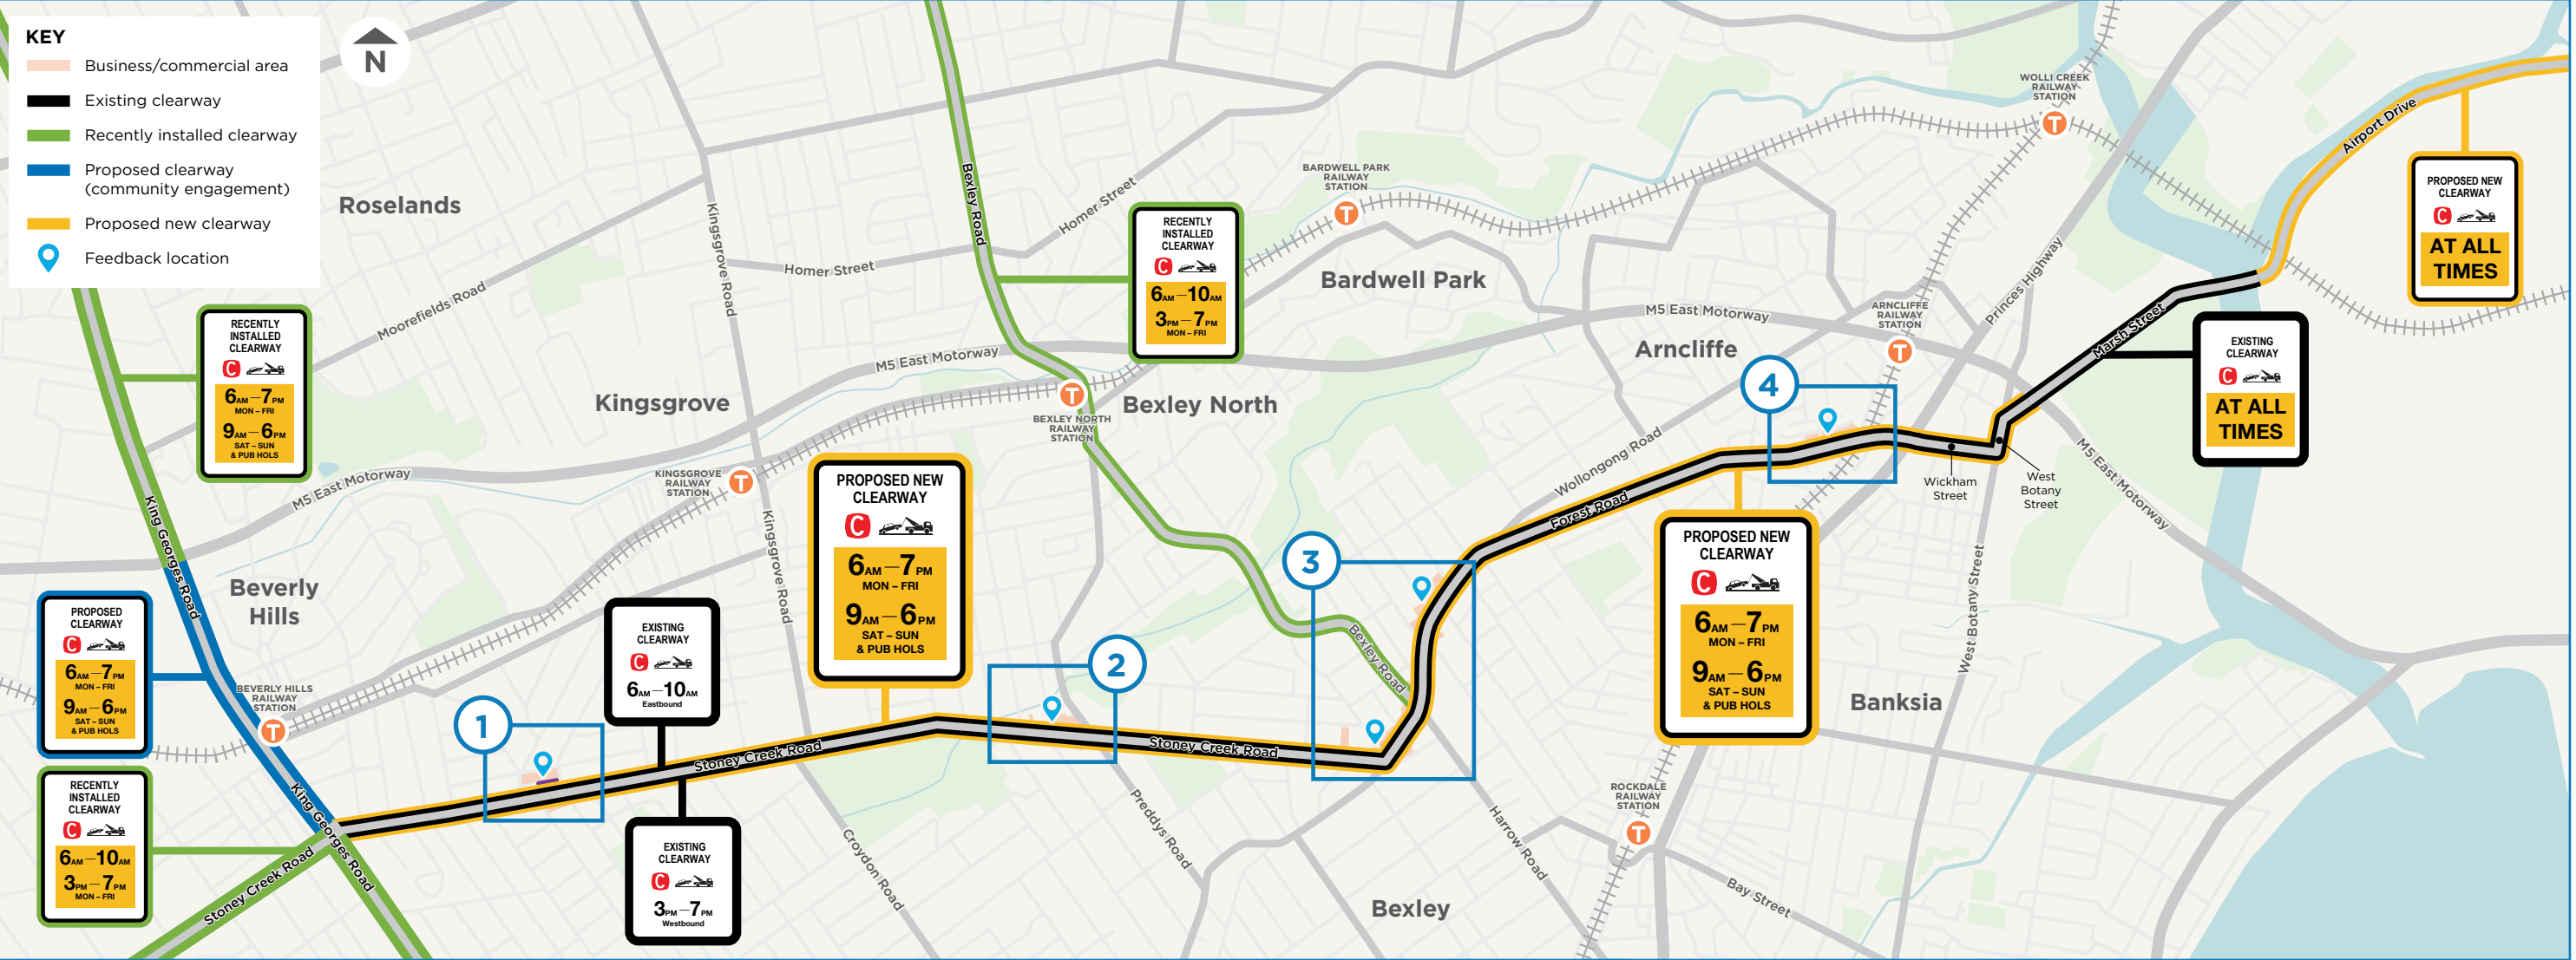 KEY
Business/commercial area
Existing clearway
Recently installed clearway
Proposed clearway
(community engagement)
Proposed new clearway
Feedback location
N
Roselands
Moorefields Road
Kingsgrove Road
Homer Street
Homer Street
Bexley Road
RECENTLY
INSTALLED
CLEARWAY
C
6AM–10AM
3PM–7PM
MON – FRI
BARDWELL PARK
RAILWAY
STATION
T
Bardwell Park
WOLLI CREEK
RAILWAY
STATION
T
Airport Drive
PROPOSED NEW
CLEARWAY
C
AT ALL
TIMES
Princes Highway
M5 East Motorway
ARNCLIFFE
RAILWAY
STATION
T
Arncliffe
Marsh Street
EXISTING
CLEARWAY
C
AT ALL
TIMES
RECENTLY
INSTALLED
CLEARWAY
C
6AM–7PM
MON – FRI
9AM–6PM
SAT – SUN
& PUB HOLS
M5 East Motorway
Kingsgrove
T
BEXLEY NORTH
RAILWAY
STATION
Bexley North
4
Wollongong Road
M5 East Motorway
M5 East Motorway
KINGSGROVE
RAILWAY
STATION
T
King Georges Road
Kingsgrove Road
PROPOSED NEW
CLEARWAY
C
6AM–7PM
MON – FRI
9AM–6PM
SAT – SUN
& PUB HOLS
Forest Road
Wickham
Street
West
Botany
Street
PROPOSED NEW
CLEARWAY
C
6AM–7PM
MON – FRI
9AM–6PM
SAT – SUN
& PUB HOLS
West Botany Street
Banksia
3
Bexley Road
Beverly
Hills
PROPOSED
CLEARWAY
C
6AM–7PM
MON – FRI
9AM–6PM
SAT – SUN
& PUB HOLS
BEVERLY HILLS
RAILWAY
STATION
T
1
EXISTING
CLEARWAY
C
6AM–10AM
Eastbound
2
Stoney Creek Road
Stoney Creek Road
RECENTLY
INSTALLED
CLEARWAY
C
6AM–10AM
3PM–7PM
MON – FRI
King Georges Road
Stoney Creek Road
EXISTING
CLEARWAY
C
3PM–7PM
Westbound
Croydon Road
Preddys Road
Harrow Road
ROCKDALE
RAILWAY
STATION
T
Bay Street
Bexley